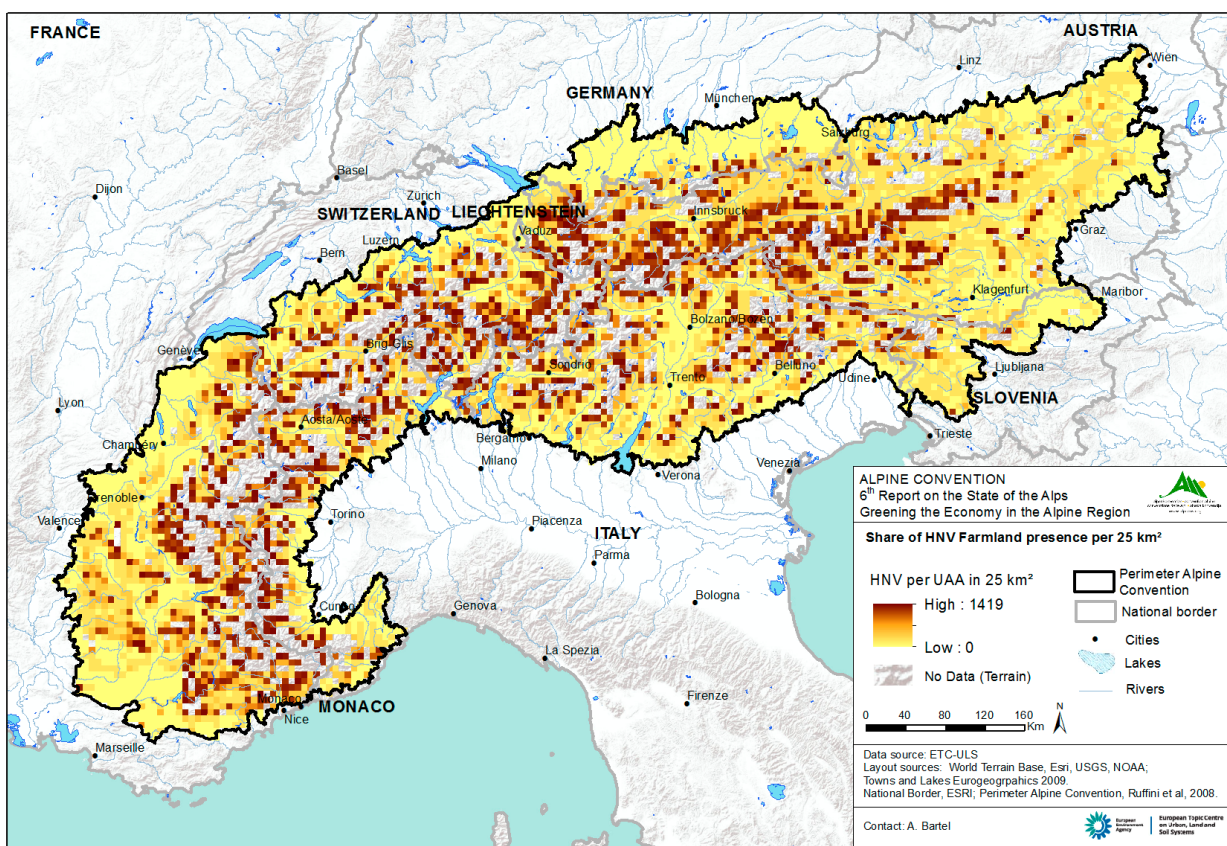 FRANCE
AUSTRIA
Linz
Wien
GERMANY
München
Salzburg
Basel
Dijon
Zürich
SWITZERLAND
LIECHTENSTEIN
Innsbruck
Vaduz
Graz
Luzern
Bern
Klagenfurt
Maribor
Bolzano/Bozen
Genève
Brig-Glis
Sondrio
Belluno
Ljubljana
Trento
Udine
SLOVENIA
Lyon
Aosta/Aoste
Chambéry
Bergamo
Trieste
Milano
Verona
Venezia
Grenoble
Valence
Torino
Piacenza
ITALY
Parma
Bologna
Cuneo
Genova
La Spezia
Firenze
Monaco
MONACO
Nice
Marseille
ALPINE CONVENTION
6th Report on the State of the Alps
Greening the Economy in the Alpine Region
Share of HNV Farmland presence per 25 km²
HNV per UAA in 25 km²
High : 1419
Low : 0
No Data (Terrain)
Perimeter Alpine
Convention
National border
Cities
Lakes
Rivers
0 40 80 120 160
Km
N
Data source: ETC-ULS
Layout sources: World Terrain Base, Esri, USGS, NOAA;
Towns and Lakes Eurogeogrpahics 2009.
National Border, ESRI; Perimeter Alpine Convention, Ruffini et al, 2008.
Contact: A. Bartel
European
Environment
Agency
European Topic Centre
on Urban, Land and
Soil Systems